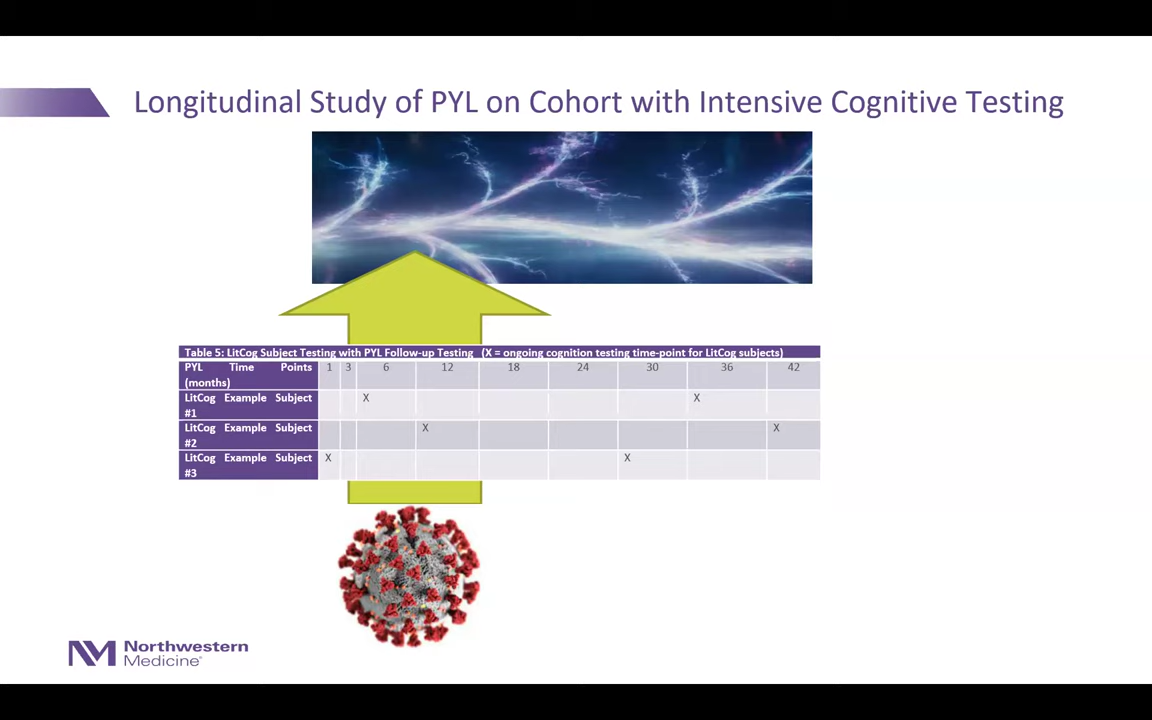 Longitudinal Study of PYL on Cohort with Intensive Cognitive Testing
Table 5: LitCog Subject Testing with PYL Follow-up Testing (X = ongoing cognition testing time-point for LitCog subjects)
PYL Time Points 1 3 6 12 18 24 30 36 42
(months)
LitCog Example Subject X X
#1
LitCog Example Subject X X
#2
LitCog Example Subject X X
#3
NM Northwestern
Medicine®